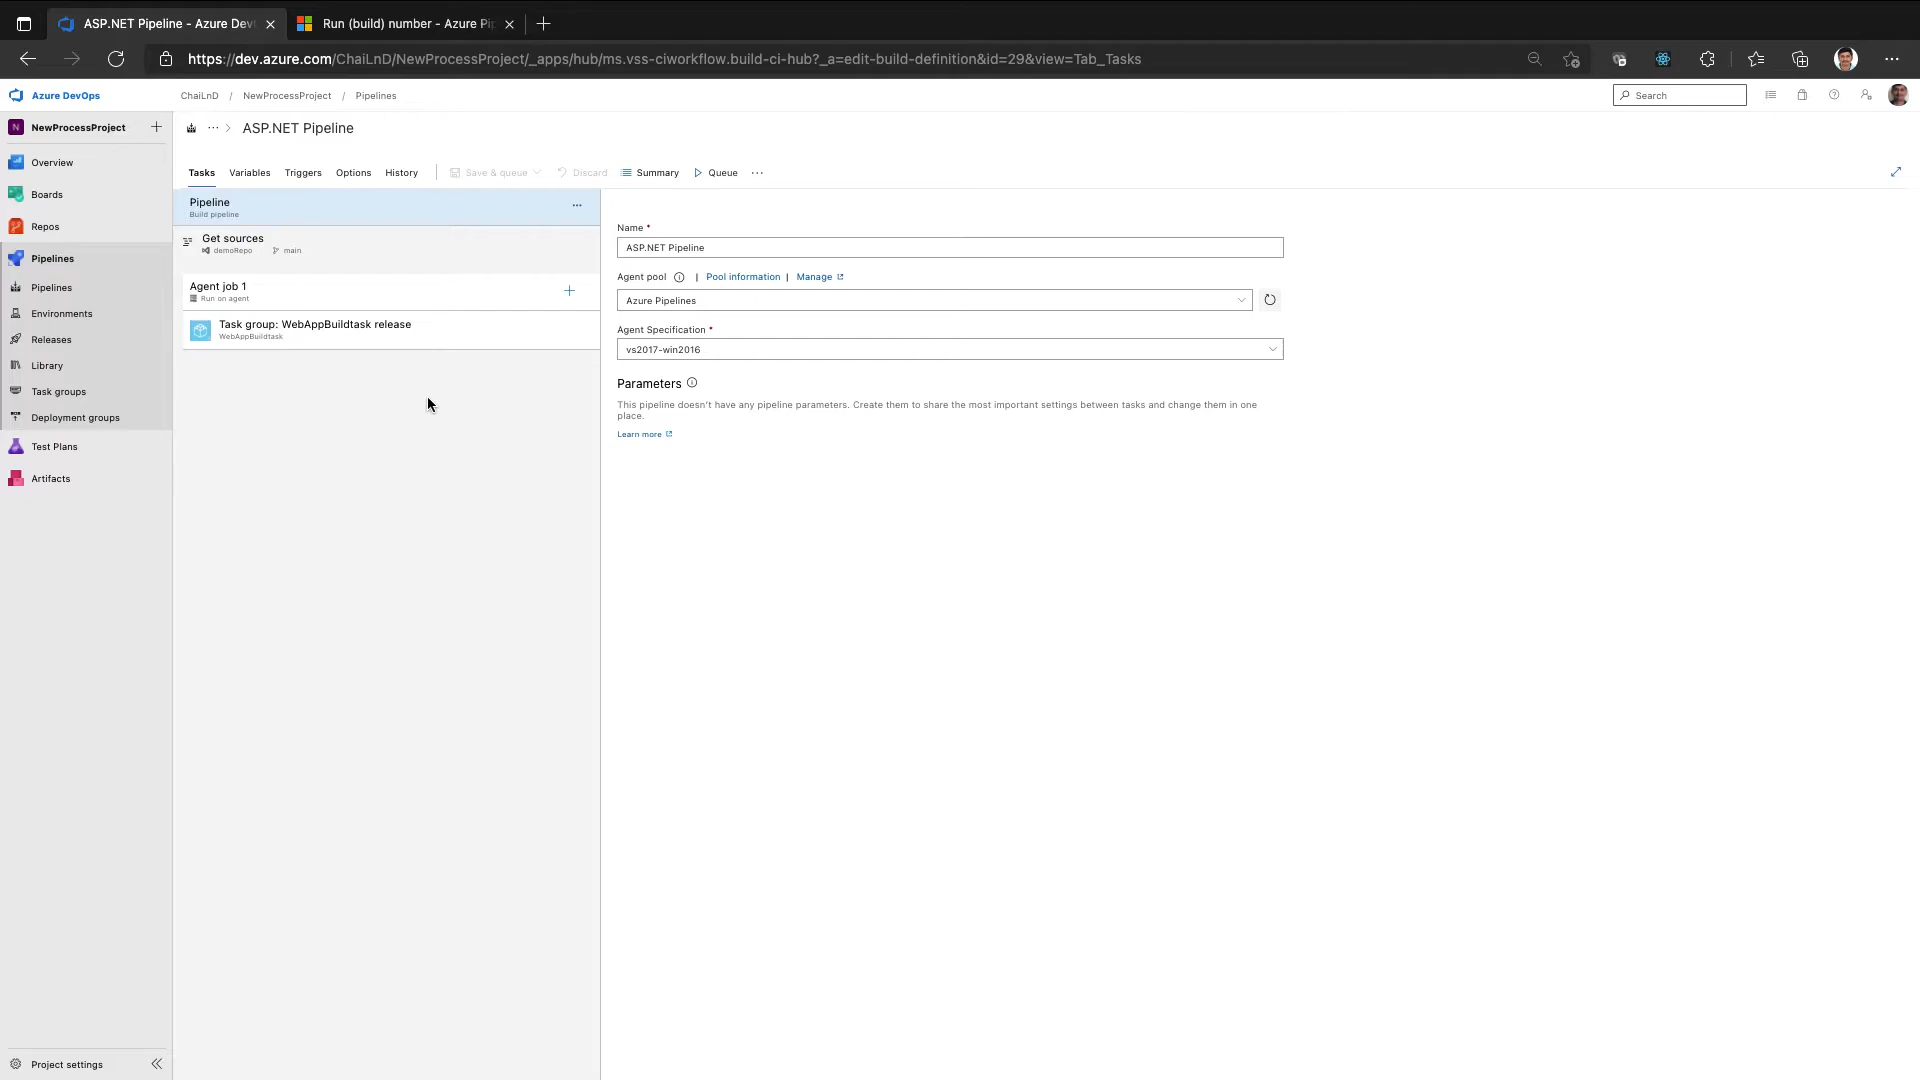 ASP.NET Pipeline - Azure Dev
Run (build) number - Azure Pi
https://dev.azure.com/ChaiLnD/NewProcessProject/_apps/hub/ms.vss-ciworkflow.build-ci-hub?_a=edit-build-definition&id=29&view=Tab_Tasks
Azure DevOps
ChaiLnD / NewProcessProject / Pipelines
Search
N NewProcessProject
ASP.NET Pipeline
Overview
Boards
Repos
Pipelines
Pipelines
Environments
Releases
Library
Task groups
Deployment groups
Test Plans
Artifacts
Project settings
Tasks Variables Triggers Options History | Save & queue Discard Summary Queue ...
Pipeline
Build pipeline
Get sources
demoRepo main
Agent job 1
Run on agent
Task group: WebAppBuildtask release
WebAppBuildtask
Name *
ASP.NET Pipeline
Agent pool | Pool information | Manage
Azure Pipelines
Agent Specification *
vs2017-win2016
Parameters
This pipeline doesn't have any pipeline parameters. Create them to share the most important settings between tasks and change them in one
place.
Learn more